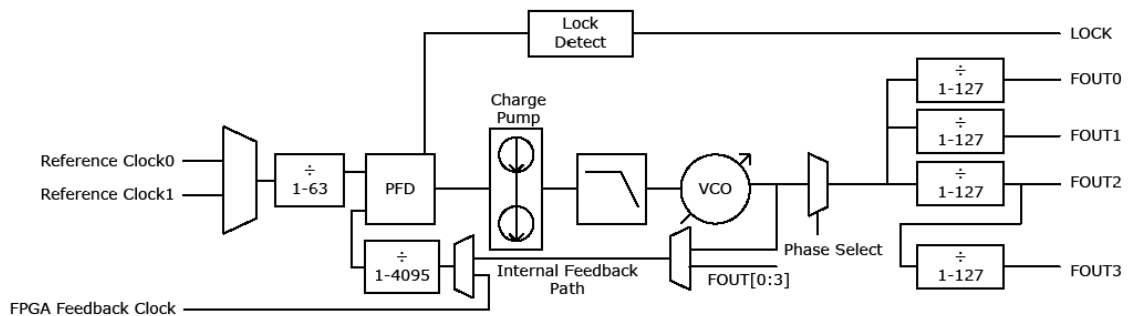 Lock
Detect
LOCK
÷
1-127
FOUT0
Charge
Pump
÷
1-127
FOUT1
Reference Clock0
Reference Clock1
÷
1-63
PFD
VCO
÷
1-127
FOUT2
Phase Select
÷
1-4095
Internal Feedback
Path
FOUT[0:3]
÷
1-127
FOUT3
FPGA Feedback Clock